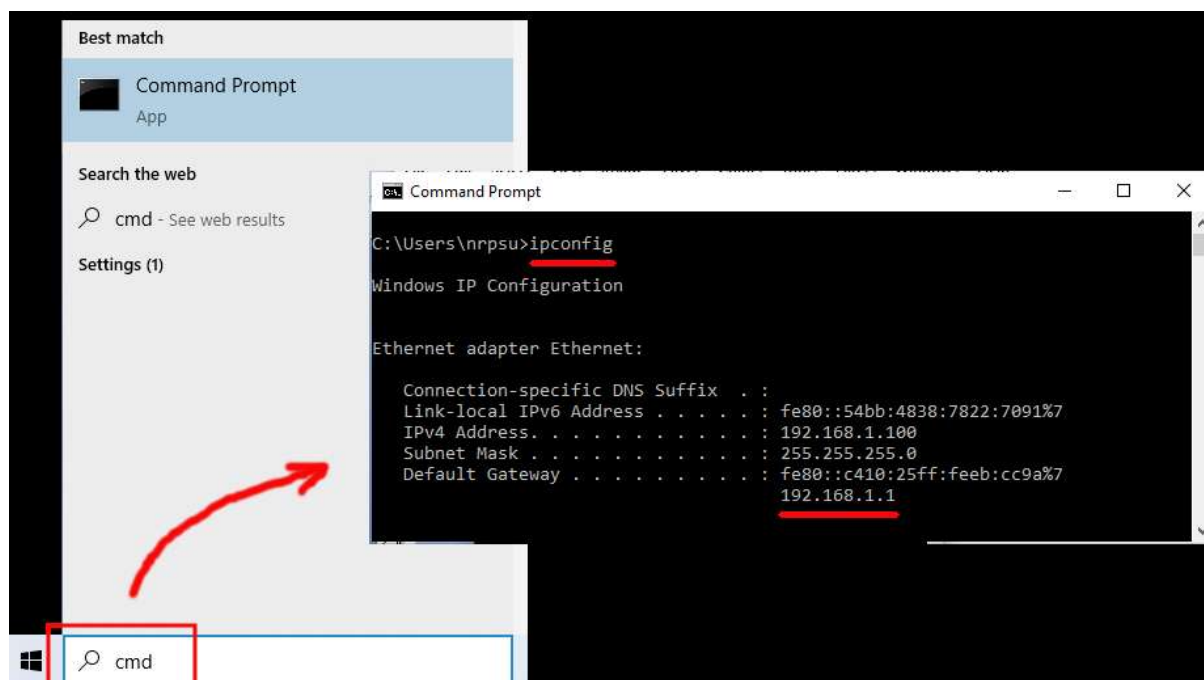 Best match
Command Prompt
App
Search the web
cmd - See web results
Settings (1)
cmd
Command Prompt
C:\Users\nrpsu>ipconfig
Windows IP Configuration
Ethernet adapter Ethernet:
Connection-specific DNS Suffix . :
Link-local IPv6 Address . . . . . : fe80::54bb:4838:7822:7091%7
IPv4 Address. . . . . . . . . . . : 192.168.1.100
Subnet Mask . . . . . . . . . . . : 255.255.255.0
Default Gateway . . . . . . . . . : fe80::c410:25ff:feeb:cc9a%7
192.168.1.1